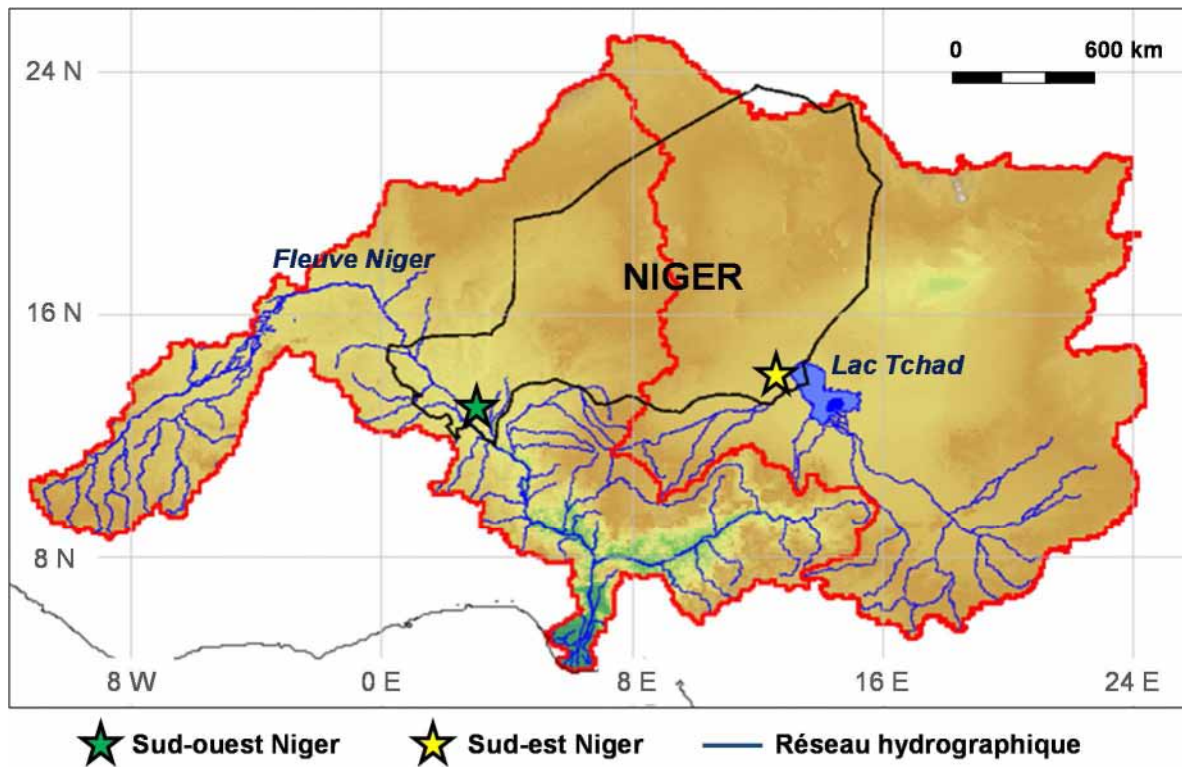 0 600 km
24 N
Fleuve Niger
NIGER
16 N
Lac Tchad
8 N
8 W 0 E 8 E 16 E 24 E
Sud-ouest Niger Sud-est Niger Réseau hydrographique